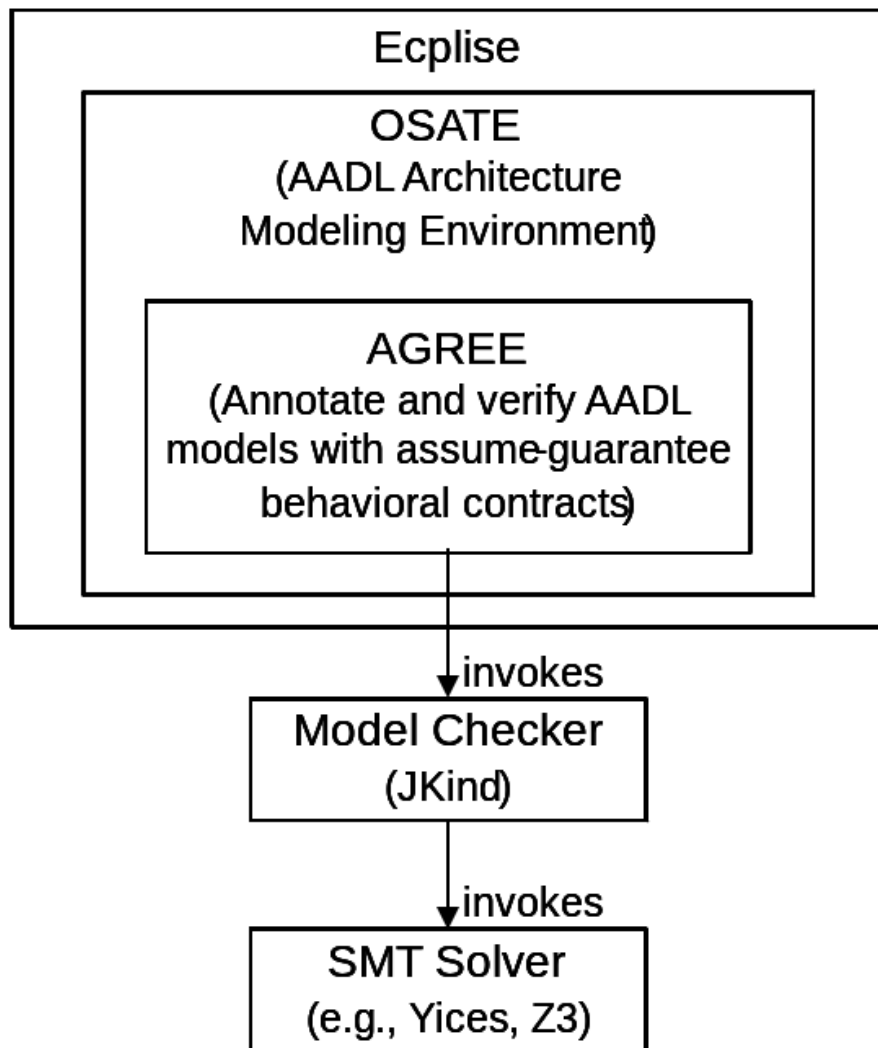 Ecplise
OSATE
(AADL Architecture
Modeling Environment)
AGREE
(Annotate and verify AADL
models with assume-guarantee
behavioral contracts)
invokes
Model Checker
(JKind)
invokes
SMT Solver
(e.g., Yices, Z3)